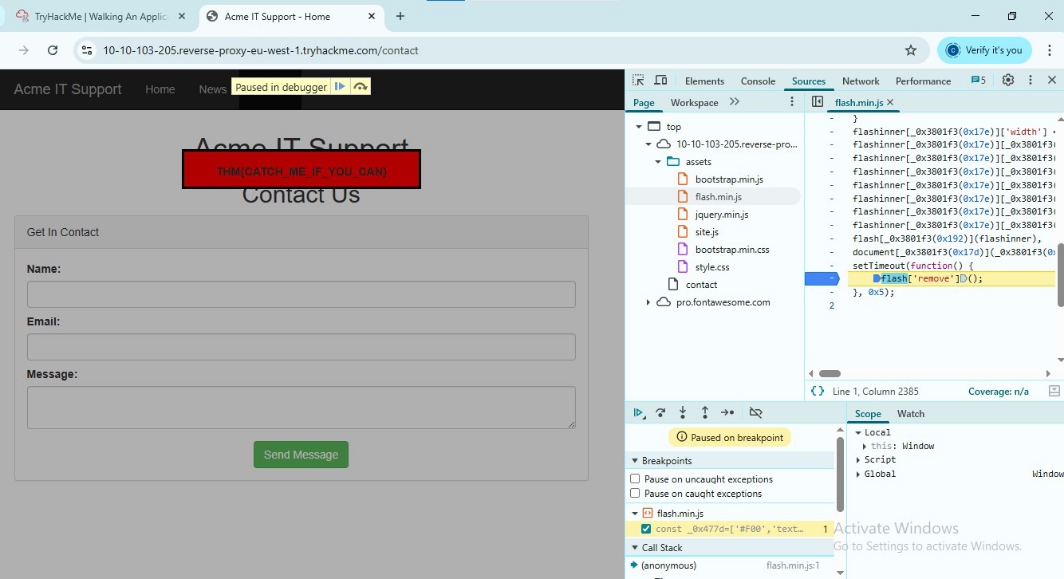 TryHackMe | Walking An Applic
Acme IT Support - Home
10-10-103-205.reverse-proxy-eu-west-1.tryhackme.com/contact
Verify it's you
Acme IT Support
Home
News
Paused in debugger
Acme IT Support
THM{CATCH_ME_IF_YOU_CAN}
Contact Us
Get In Contact
Name:
Email:
Message:
Send Message
Elements
Console
Sources
Network
Performance
5
Page
Workspace
flash.min.js
top
10-10-103-205.reverse-pro...
assets
bootstrap.min.js
flash.min.js
jquery.min.js
site.js
bootstrap.min.css
style.css
contact
pro.fontawesome.com
- }
- flashinner[_0x3801f3(0x17e)]['width'] 
- flashinner[_0x3801f3(0x17e)][_0x3801f3(
- flashinner[_0x3801f3(0x17e)][_0x3801f3(
- flashinner[_0x3801f3(0x17e)][_0x3801f3(
- flashinner[_0x3801f3(0x17e)][_0x3801f3(
- flashinner[_0x3801f3(0x17e)][_0x3801f3(
- flashinner[_0x3801f3(0x17e)][_0x3801f3(
- flashinner[_0x3801f3(0x17e)][_0x3801f3(
- flash[_0x3801f3(0x192)](flashinner),
- document[_0x3801f3(0x17d)](_0x3801f3(0
- setTimeout(function() {
- flash['remove']();
- }, 0x5);
2
{} Line 1, Column 2385
Coverage: n/a
Paused on breakpoint
Breakpoints
Pause on uncaught exceptions
Pause on caught exceptions
flash.min.js
const _0x477d=['#F00','text... 1
Call Stack
(anonymous) flash.min.js:1
Scope
Watch
Local
this: Window
Script
Global Window
Activate Windows
Go to Settings to activate Windows.